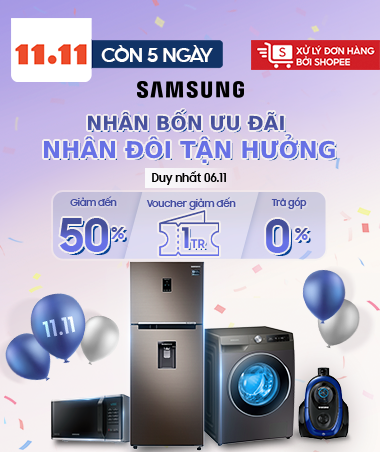 11.11
CÒN 5 NGÀY
S
XỬ LÝ ĐƠN HÀNG
BỞI SHOPEE
SAMSUNG
NHÂN BỐN ƯU ĐÃI
NHÂN ĐÔI TẬN HƯỞNG
Duy nhất 06.11
Giảm đến
50%
Voucher giảm đến
1TR
Trả góp
0%
11.11